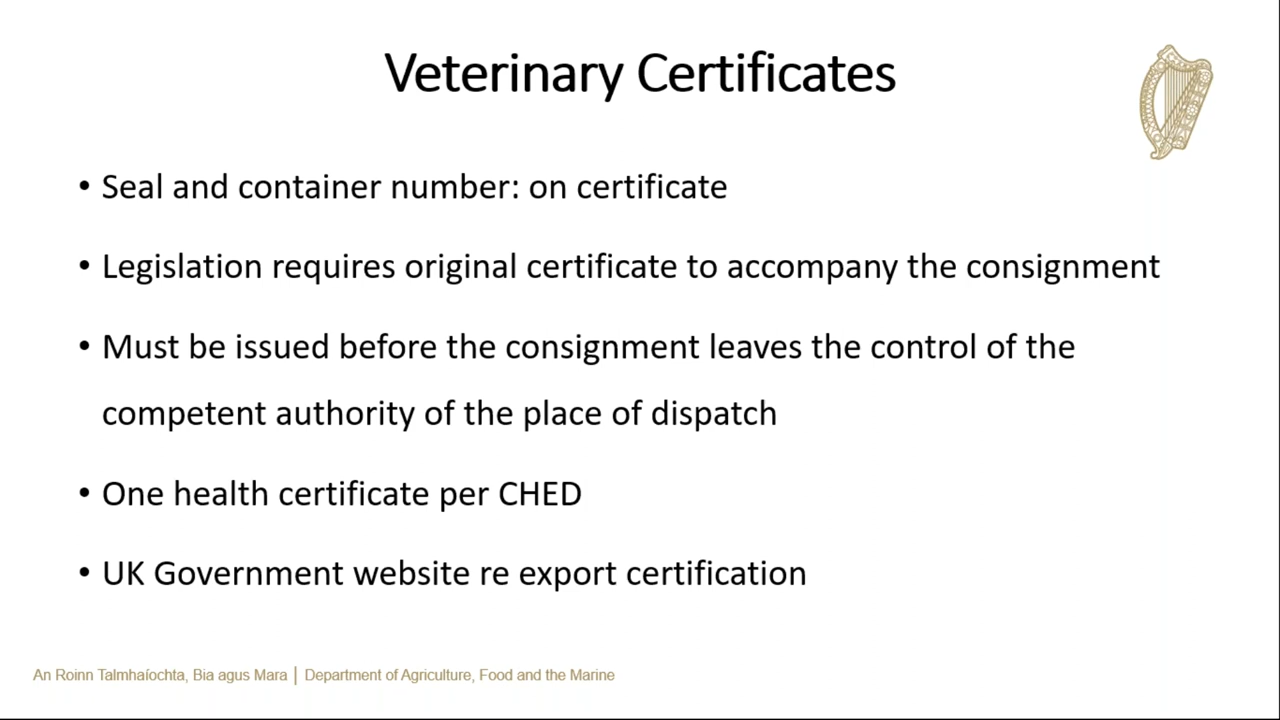 Veterinary Certificates
• Seal and container number: on certificate
• Legislation requires original certificate to accompany the consignment
• Must be issued before the consignment leaves the control of the
competent authority of the place of dispatch
• One health certificate per CHED
• UK Government website re export certification
An Roinn Talmhaíochta, Bia agus Mara | Department of Agriculture, Food and the Marine